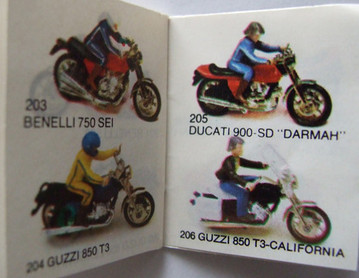 203
BENELLI 750 SEI
204 GUZZI 850 T3
205
DUCATI 900-SD "DARMAH"
206 GUZZI 850 T3-CALIFORNIA